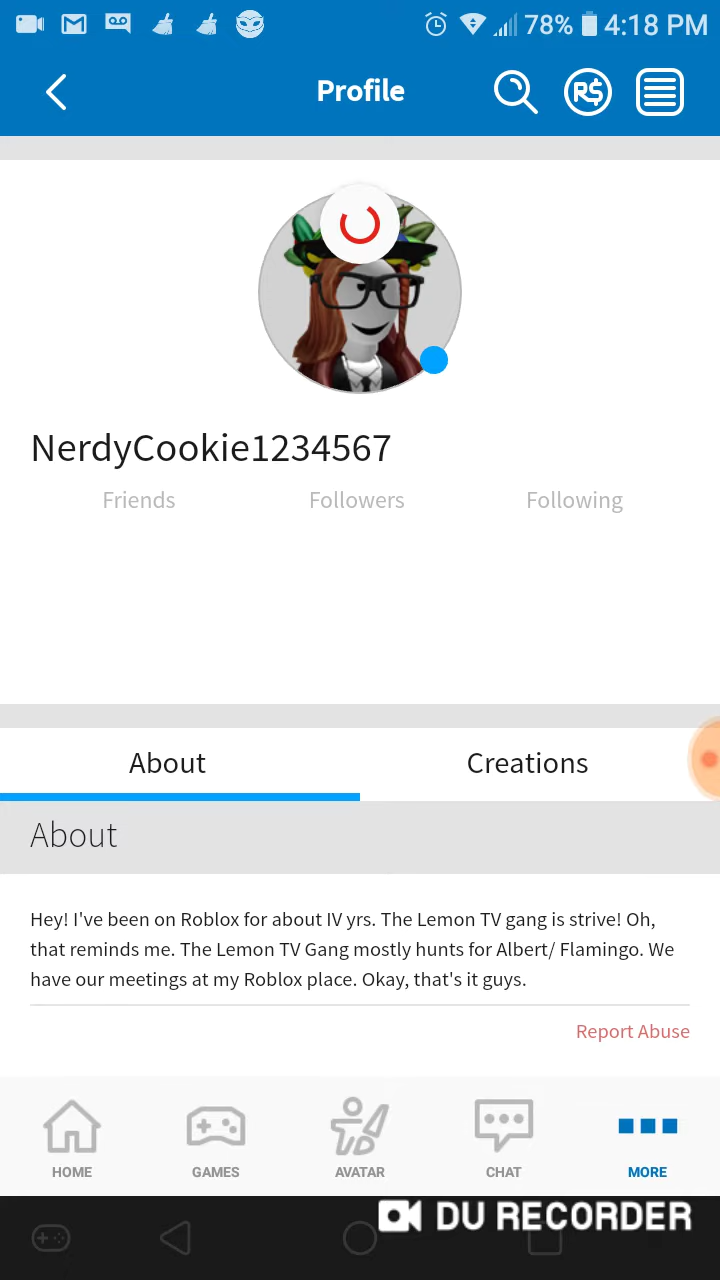 78% 4:18 PM
Profile
R$
NerdyCookie1234567
Friends Followers Following
About Creations
About
Hey! I've been on Roblox for about IV yrs. The Lemon TV gang is strive! Oh,
that reminds me. The Lemon TV Gang mostly hunts for Albert/ Flamingo. We
have our meetings at my Roblox place. Okay, that's it guys.
Report Abuse
HOME GAMES AVATAR CHAT MORE
DU RECORDER